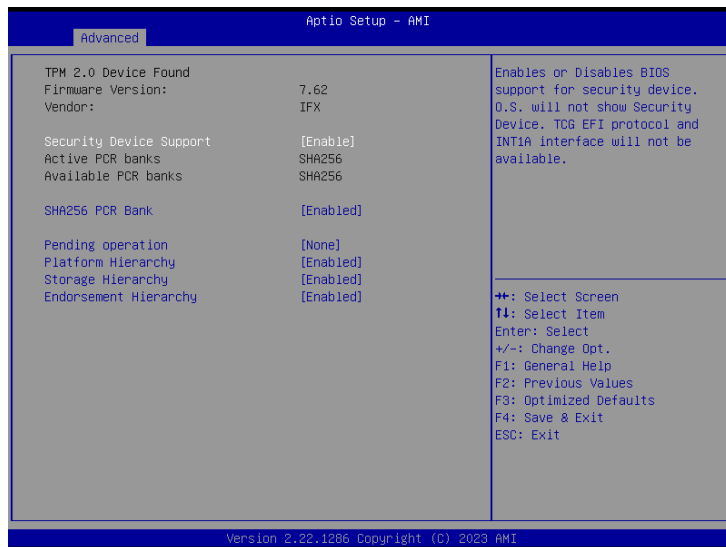 Aptio Setup – AMI
Advanced
TPM 2.0 Device Found
Firmware Version: 7.62
Vendor: IFX
Security Device Support [Enable]
Active PCR banks SHA256
Available PCR banks SHA256
SHA256 PCR Bank [Enabled]
Pending operation [None]
Platform Hierarchy [Enabled]
Storage Hierarchy [Enabled]
Endorsement Hierarchy [Enabled]
Enables or Disables BIOS
support for security device.
O.S. will not show Security
Device. TCG EFI protocol and
INT1A interface will not be
available.
→←: Select Screen
↑↓: Select Item
Enter: Select
+/-: Change Opt.
F1: General Help
F2: Previous Values
F3: Optimized Defaults
F4: Save & Exit
ESC: Exit
Version 2.22.1286 Copyright (C) 2023 AMI